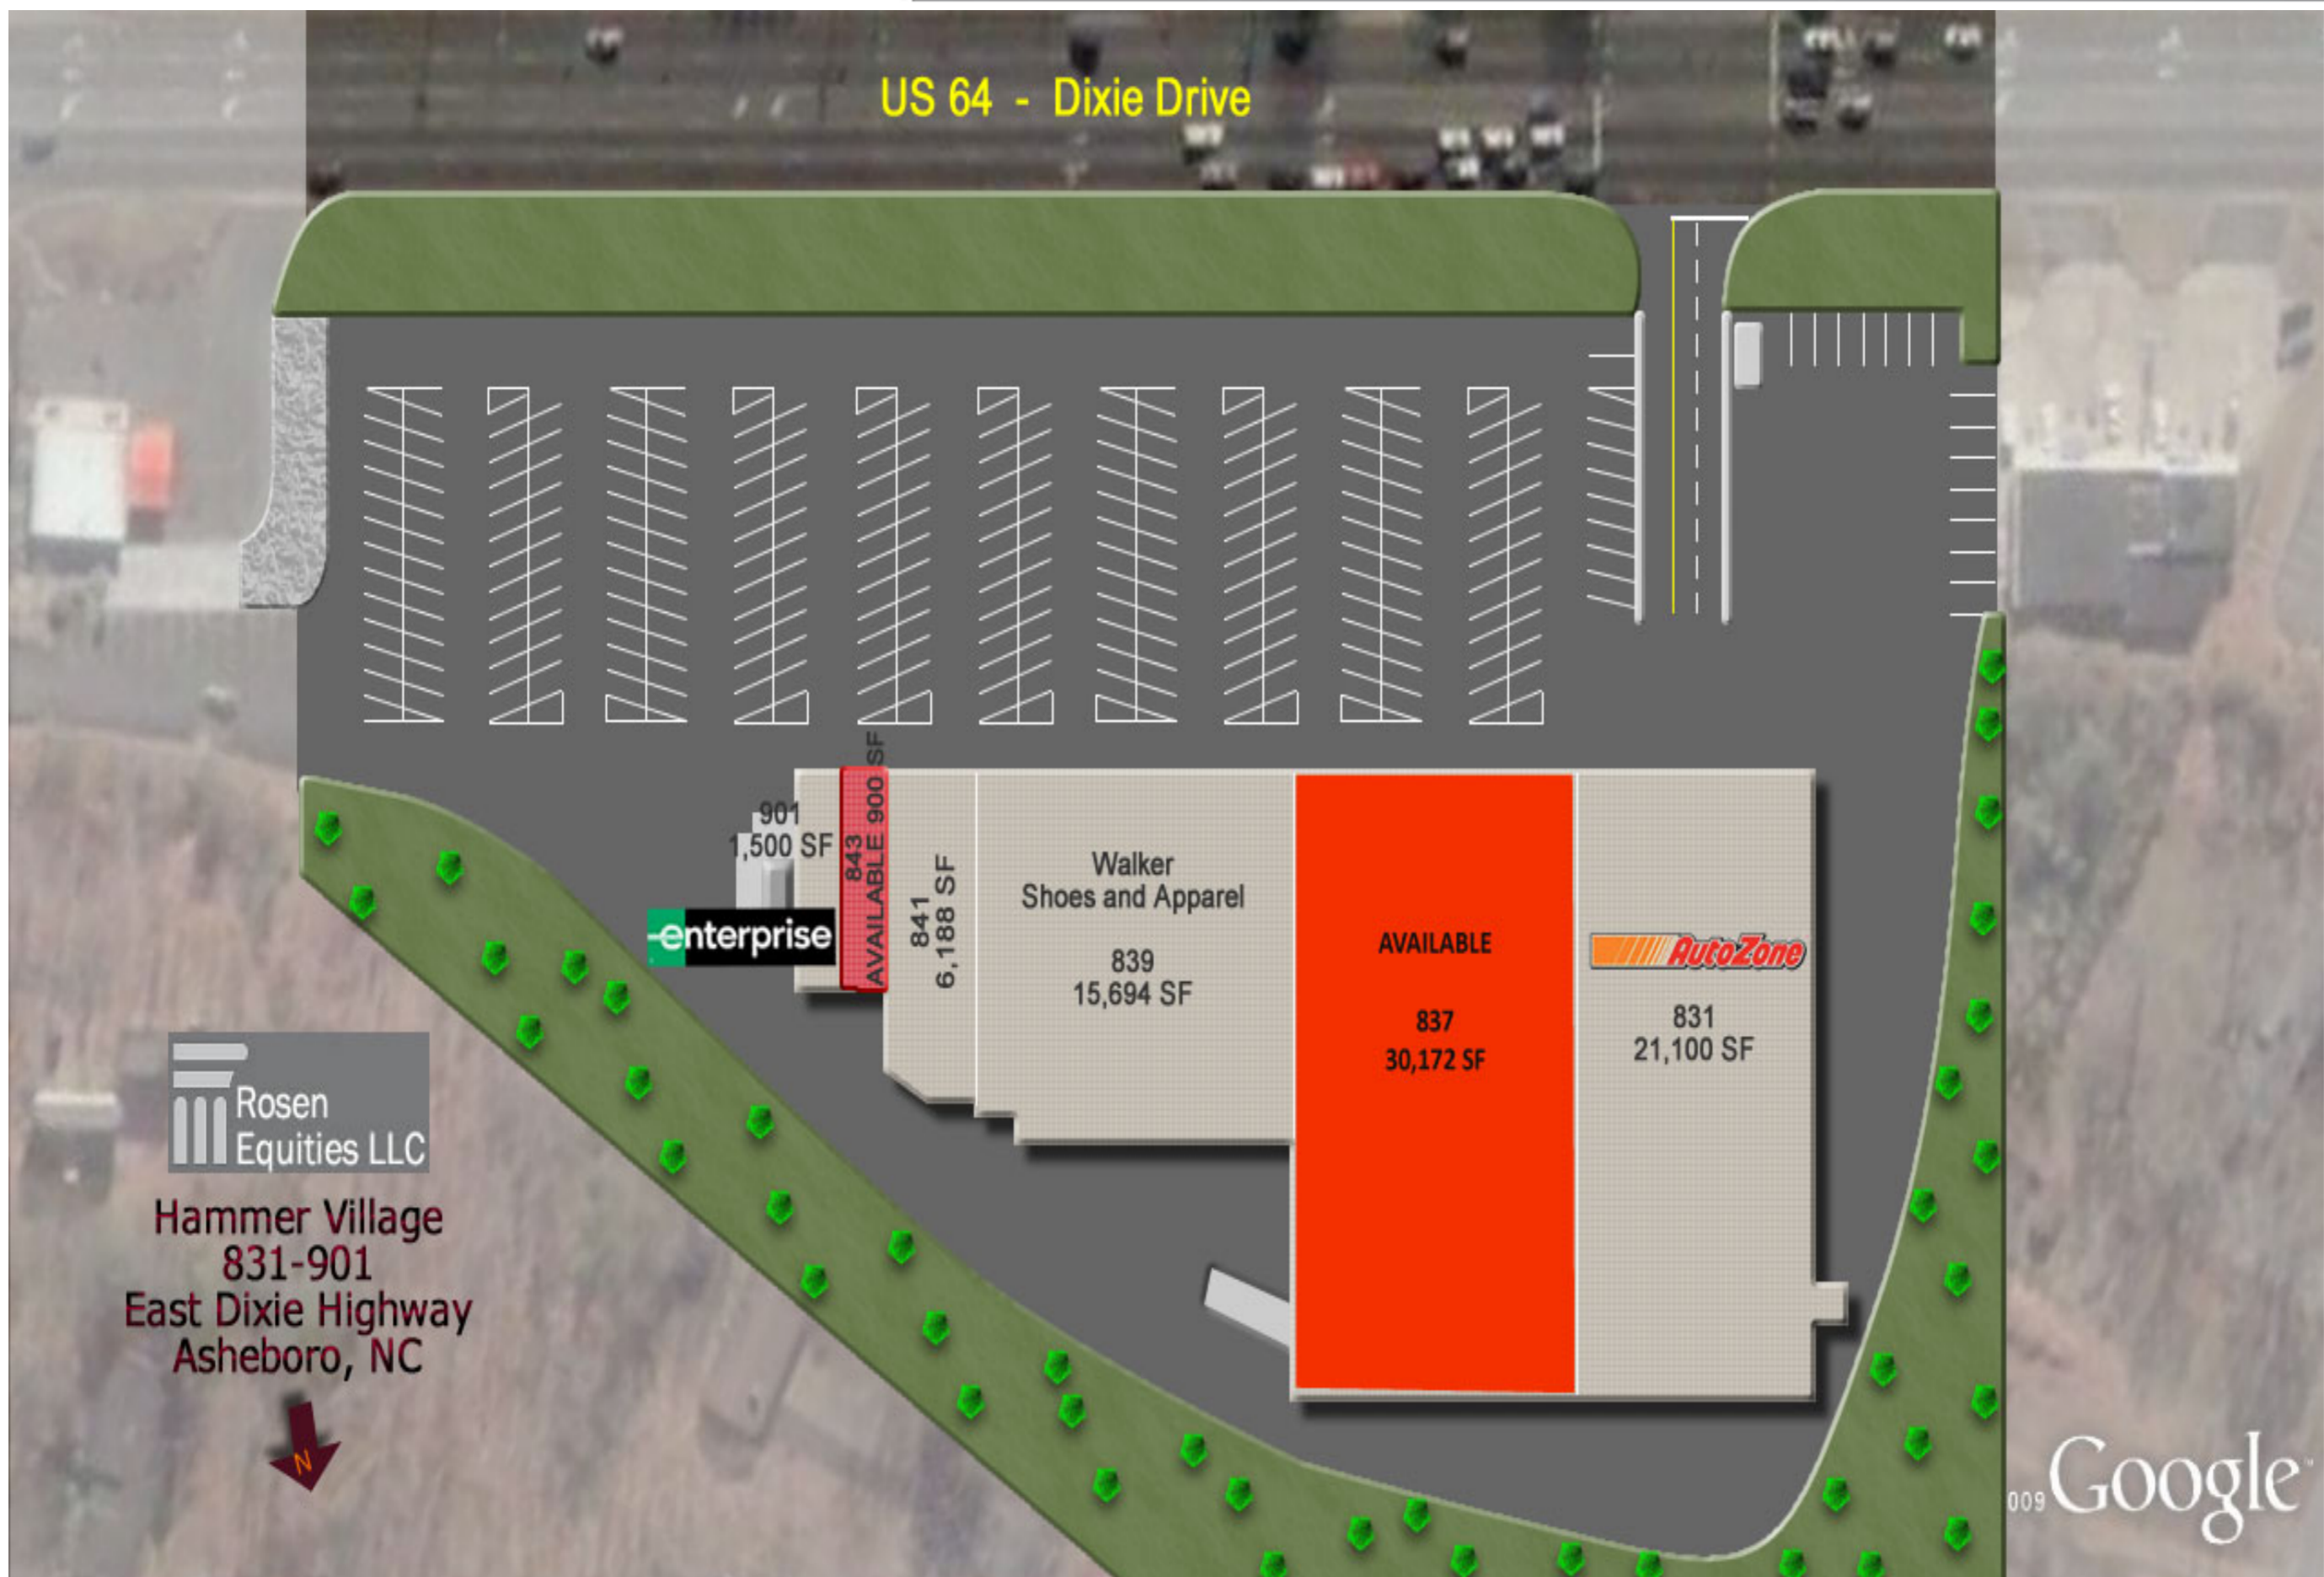 US 64 - Dixie Drive
901
1,500 SF
enterprise
843
AVAILABLE 900 SF
841
6,188 SF
Walker
Shoes and Apparel
839
15,694 SF
AVAILABLE
837
30,172 SF
AutoZone
831
21,100 SF
Rosen
Equities LLC
Hammer Village
831-901
East Dixie Highway
Asheboro, NC
N
009 Google